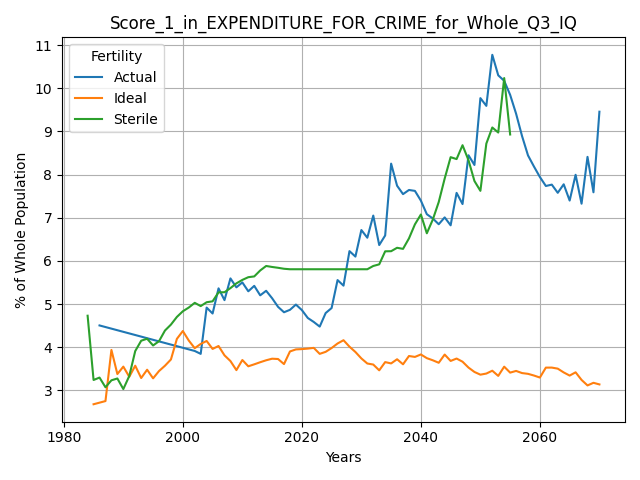 Score_1_in_EXPENDITURE_FOR_CRIME_for_Whole_Q3_IQ
Fertility
Actual
Ideal
Sterile
% of Whole Population
11
10
9
8
7
6
5
4
3
1980
2000
2020
2040
2060
Years